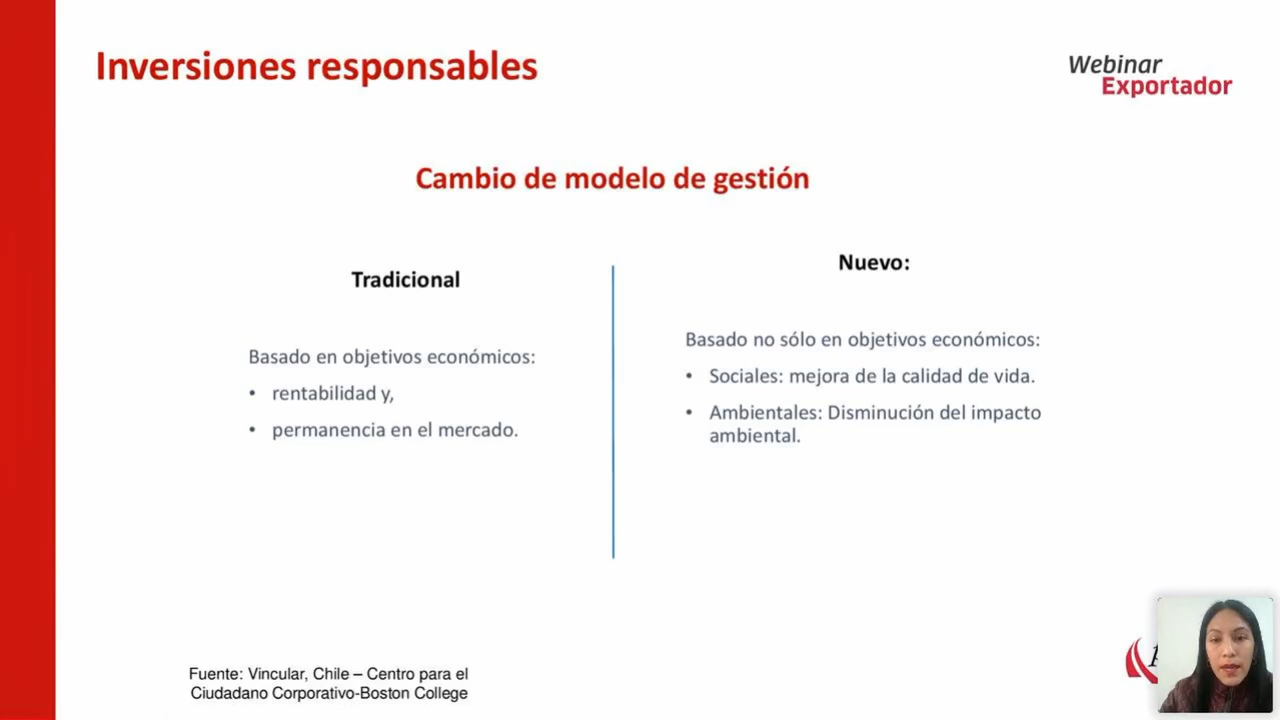 Inversiones responsables
Webinar
Exportador
Cambio de modelo de gestión
Tradicional
Basado en objetivos económicos:
• rentabilidad y,
• permanencia en el mercado.
Nuevo:
Basado no sólo en objetivos económicos:
• Sociales: mejora de la calidad de vida.
• Ambientales: Disminución del impacto
ambiental.
Fuente: Vincular, Chile – Centro para el
Ciudadano Corporativo-Boston College